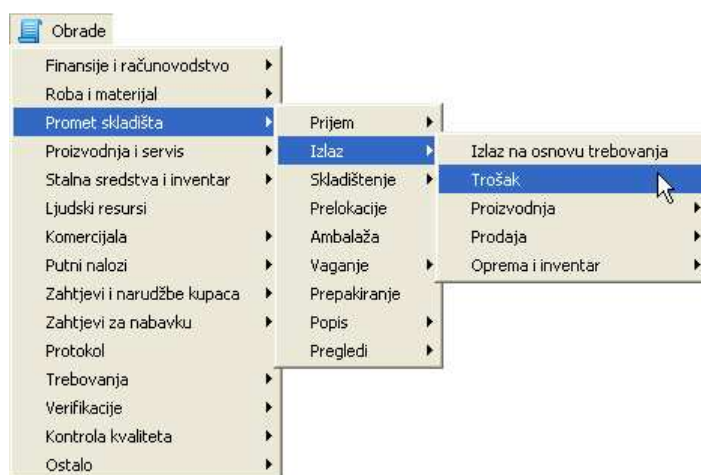 Obrade
Finansije i računovodstvo
Roba i materijal
Promet skladišta
Proizvodnja i servis
Stalna sredstva i inventar
Ljudski resursi
Komercijala
Putni nalozi
Zahtjevi i narudžbe kupaca
Zahtjevi za nabavku
Protokol
Trebovanja
Verifikacije
Kontrola kvaliteta
Ostalo
Prijem
Izlaz
Skladištenje
Prelokacije
Ambalaža
Vaganje
Prepakiranje
Popis
Pregledi
Izlaz na osnovu trebovanja
Trošak
Proizvodnja
Prodaja
Oprema i inventar